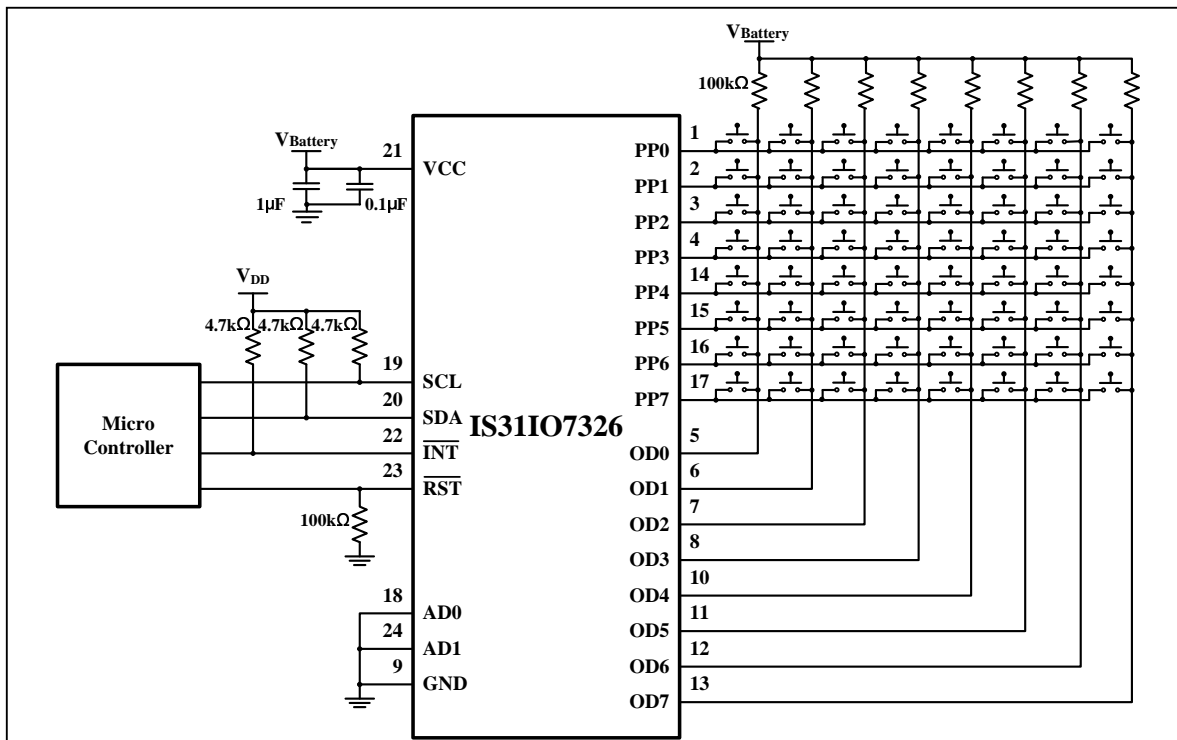 VBattery
100kΩ
VBattery
21
VCC
1μF
0.1μF
VDD
4.7kΩ 4.7kΩ 4.7kΩ
Micro
Controller
19
SCL
20
SDA
22
INT
23
RST
100kΩ
18
AD0
24
AD1
9
GND
IS31IO7326
1
PP0
2
PP1
3
PP2
4
PP3
14
PP4
15
PP5
16
PP6
17
PP7
5
OD0
6
OD1
7
OD2
8
OD3
10
OD4
11
OD5
12
OD6
13
OD7